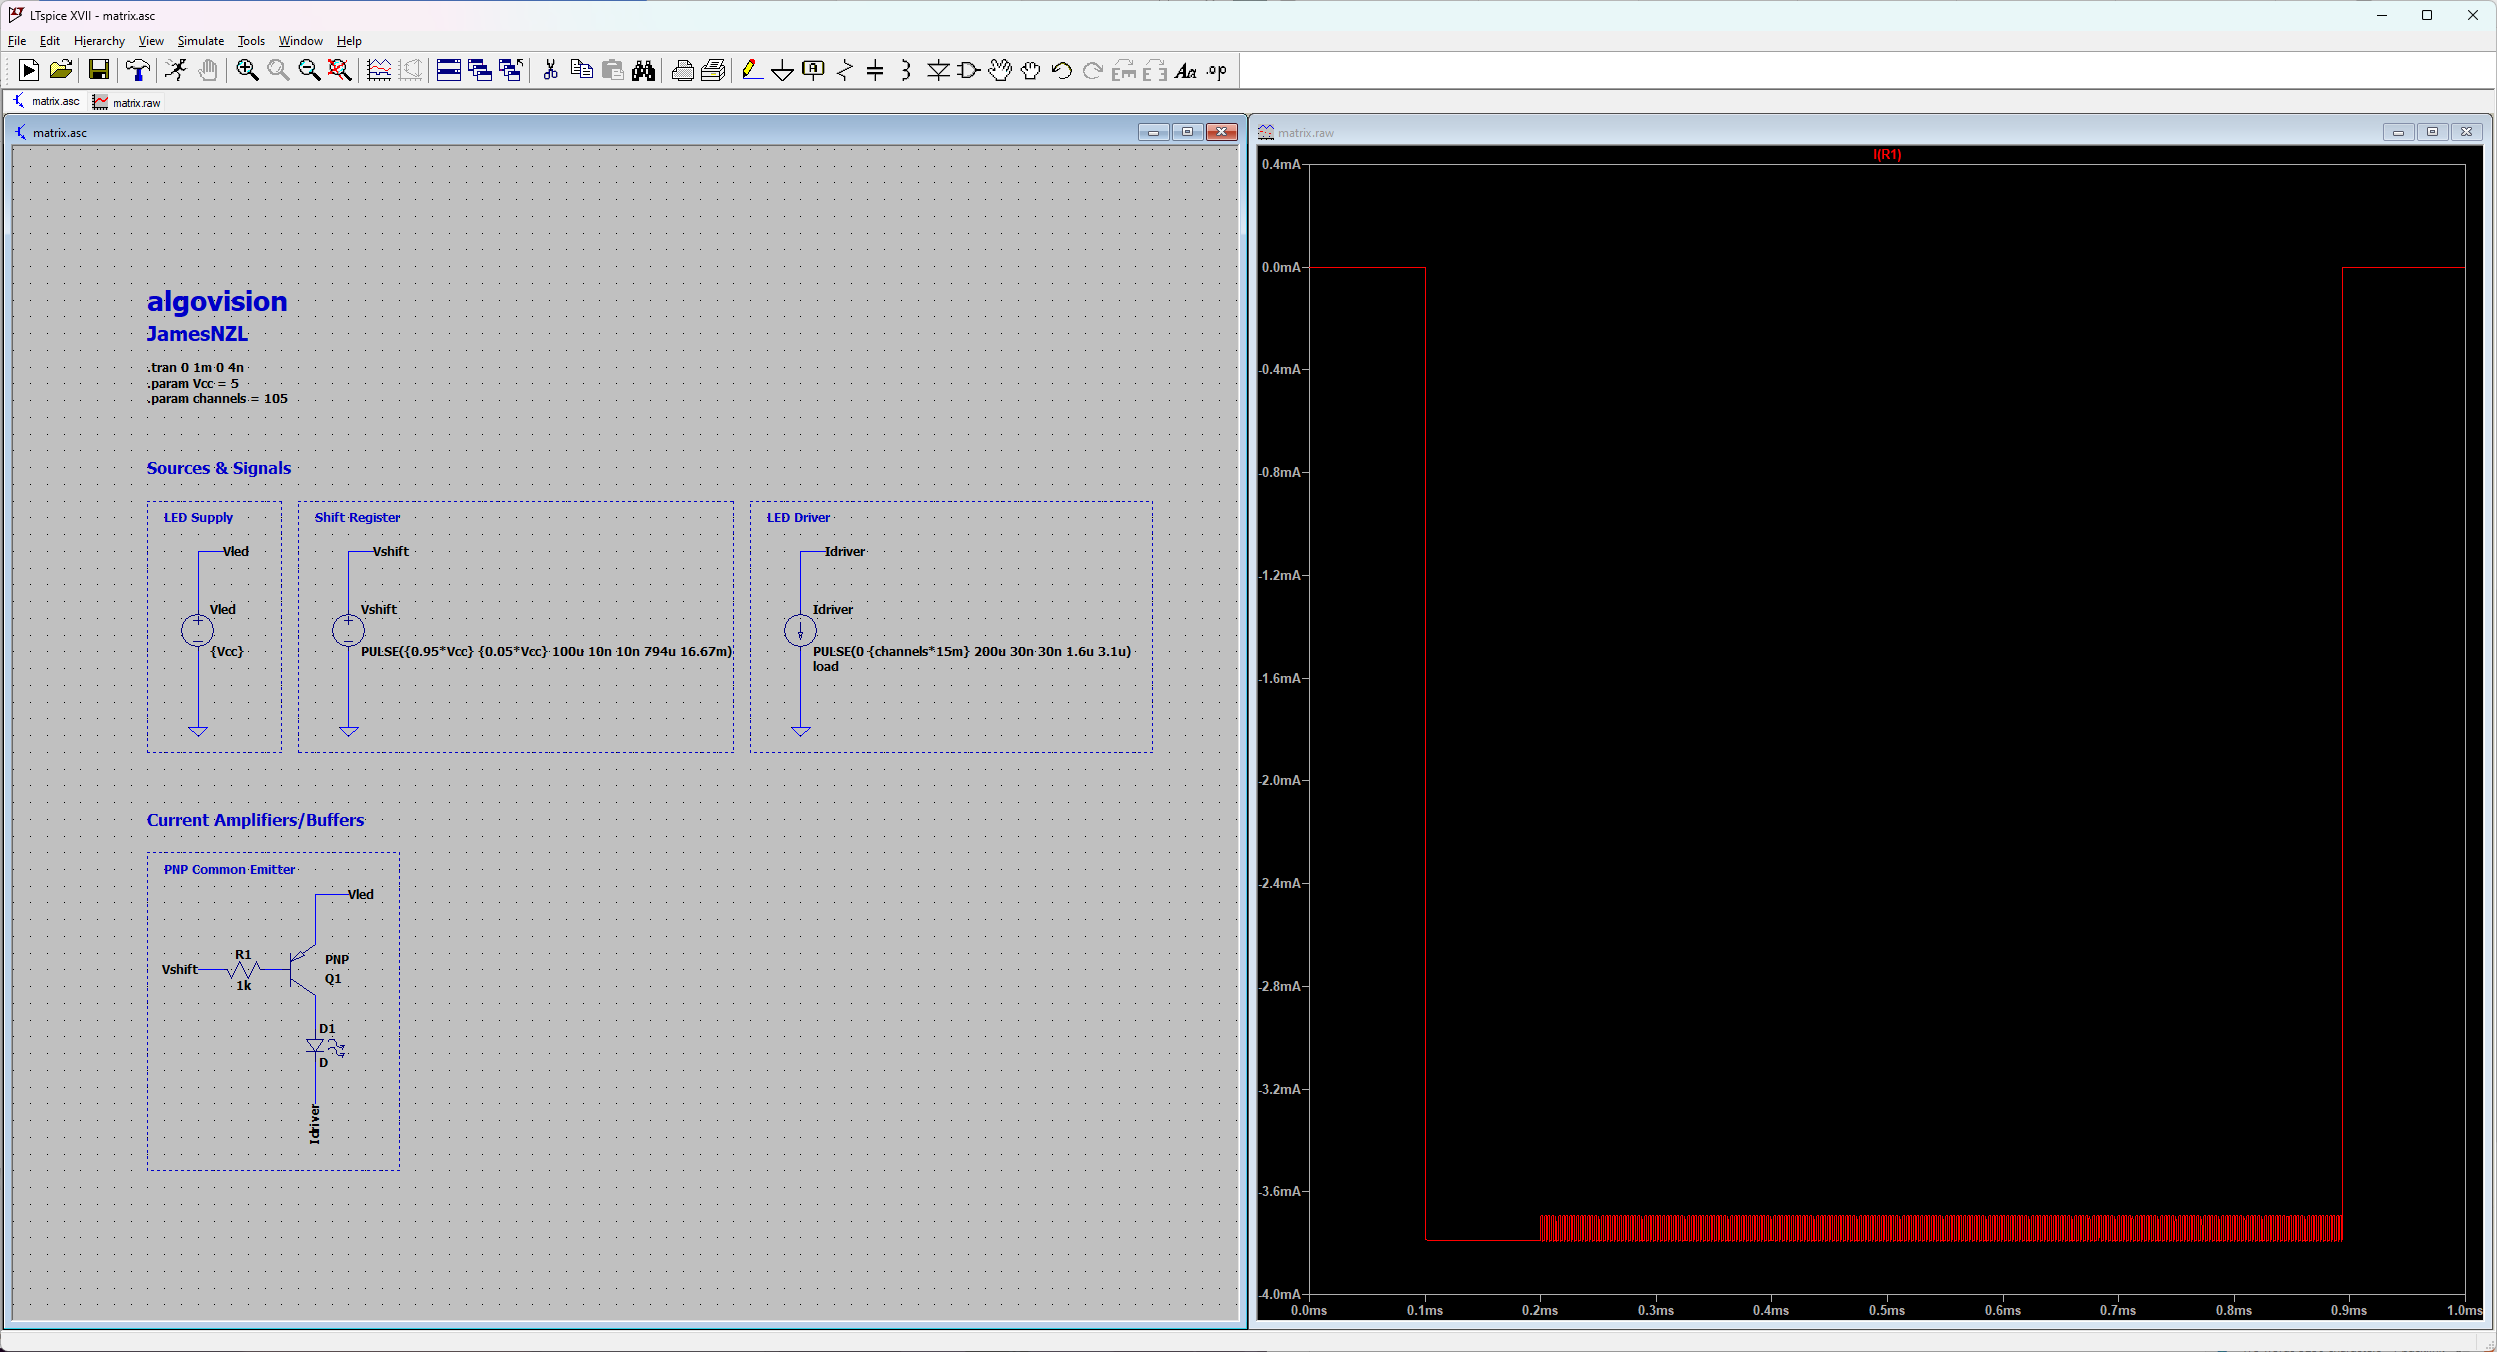 LTspice XVII - matrix.asc
File Edit Hierarchy View Simulate Tools Window Help
matrix.asc matrix.raw
matrix.asc
algovision
JamesNZL
.tran 0 1m 0 4n
.param Vcc = 5
.param channels = 105
Sources & Signals
LED Supply
Vled
Vled
{Vcc}
Shift Register
Vshift
Vshift
PULSE({0.95*Vcc} {0.05*Vcc} 100u 10n 10n 794u 16.67m)
LED Driver
Idriver
Idriver
PULSE(0 {channels*15m} 200u 30n 30n 1.6u 3.1u)
load
Current Amplifiers/Buffers
PNP Common Emitter
Vled
Vshift
R1
1k
PNP
Q1
D1
D
Idriver
matrix.raw
I(R1)
0.4mA
0.0mA
-0.4mA
-0.8mA
-1.2mA
-1.6mA
-2.0mA
-2.4mA
-2.8mA
-3.2mA
-3.6mA
-4.0mA
0.0ms 0.1ms 0.2ms 0.3ms 0.4ms 0.5ms 0.6ms 0.7ms 0.8ms 0.9ms 1.0ms